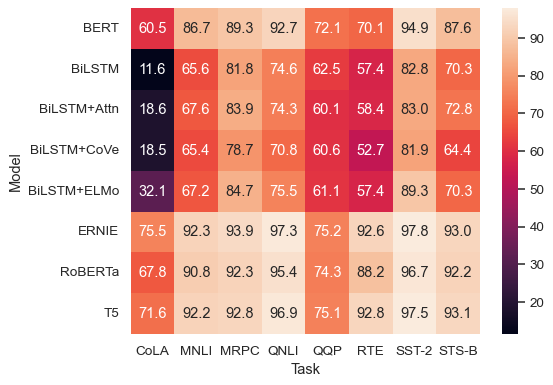 BERT 60.5 86.7 89.3 92.7 72.1 70.1 94.9 87.6
BiLSTM 11.6 65.6 81.8 74.6 62.5 57.4 82.8 70.3
BiLSTM+Attn 18.6 67.6 83.9 74.3 60.1 58.4 83.0 72.8
BiLSTM+CoVe 18.5 65.4 78.7 70.8 60.6 52.7 81.9 64.4
BiLSTM+ELMo 32.1 67.2 84.7 75.5 61.1 57.4 89.3 70.3
ERNIE 75.5 92.3 93.9 97.3 75.2 92.6 97.8 93.0
RoBERTa 67.8 90.8 92.3 95.4 74.3 88.2 96.7 92.2
T5 71.6 92.2 92.8 96.9 75.1 92.8 97.5 93.1
CoLA MNLI MRPC QNLI QQP RTE SST-2 STS-B
Task
Model
90
80
70
60
50
40
30
20